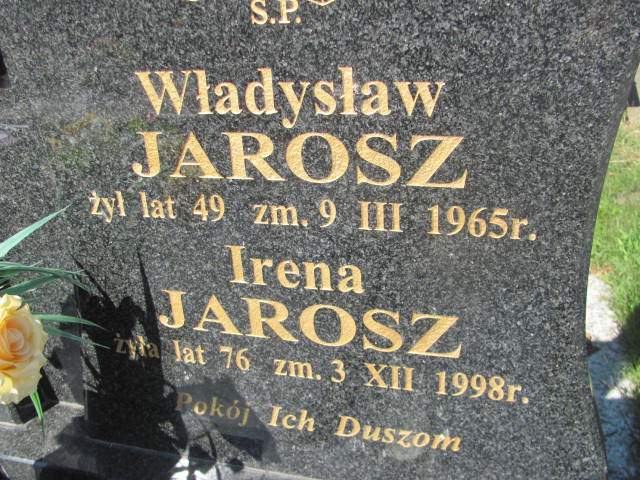 S.P.
Władysław
JAROSZ
żył lat 49 zm. 9 III 1965r.
Irena
JAROSZ
żyła lat 76 zm. 3 XII 1998r.
Pokój Ich Duszom